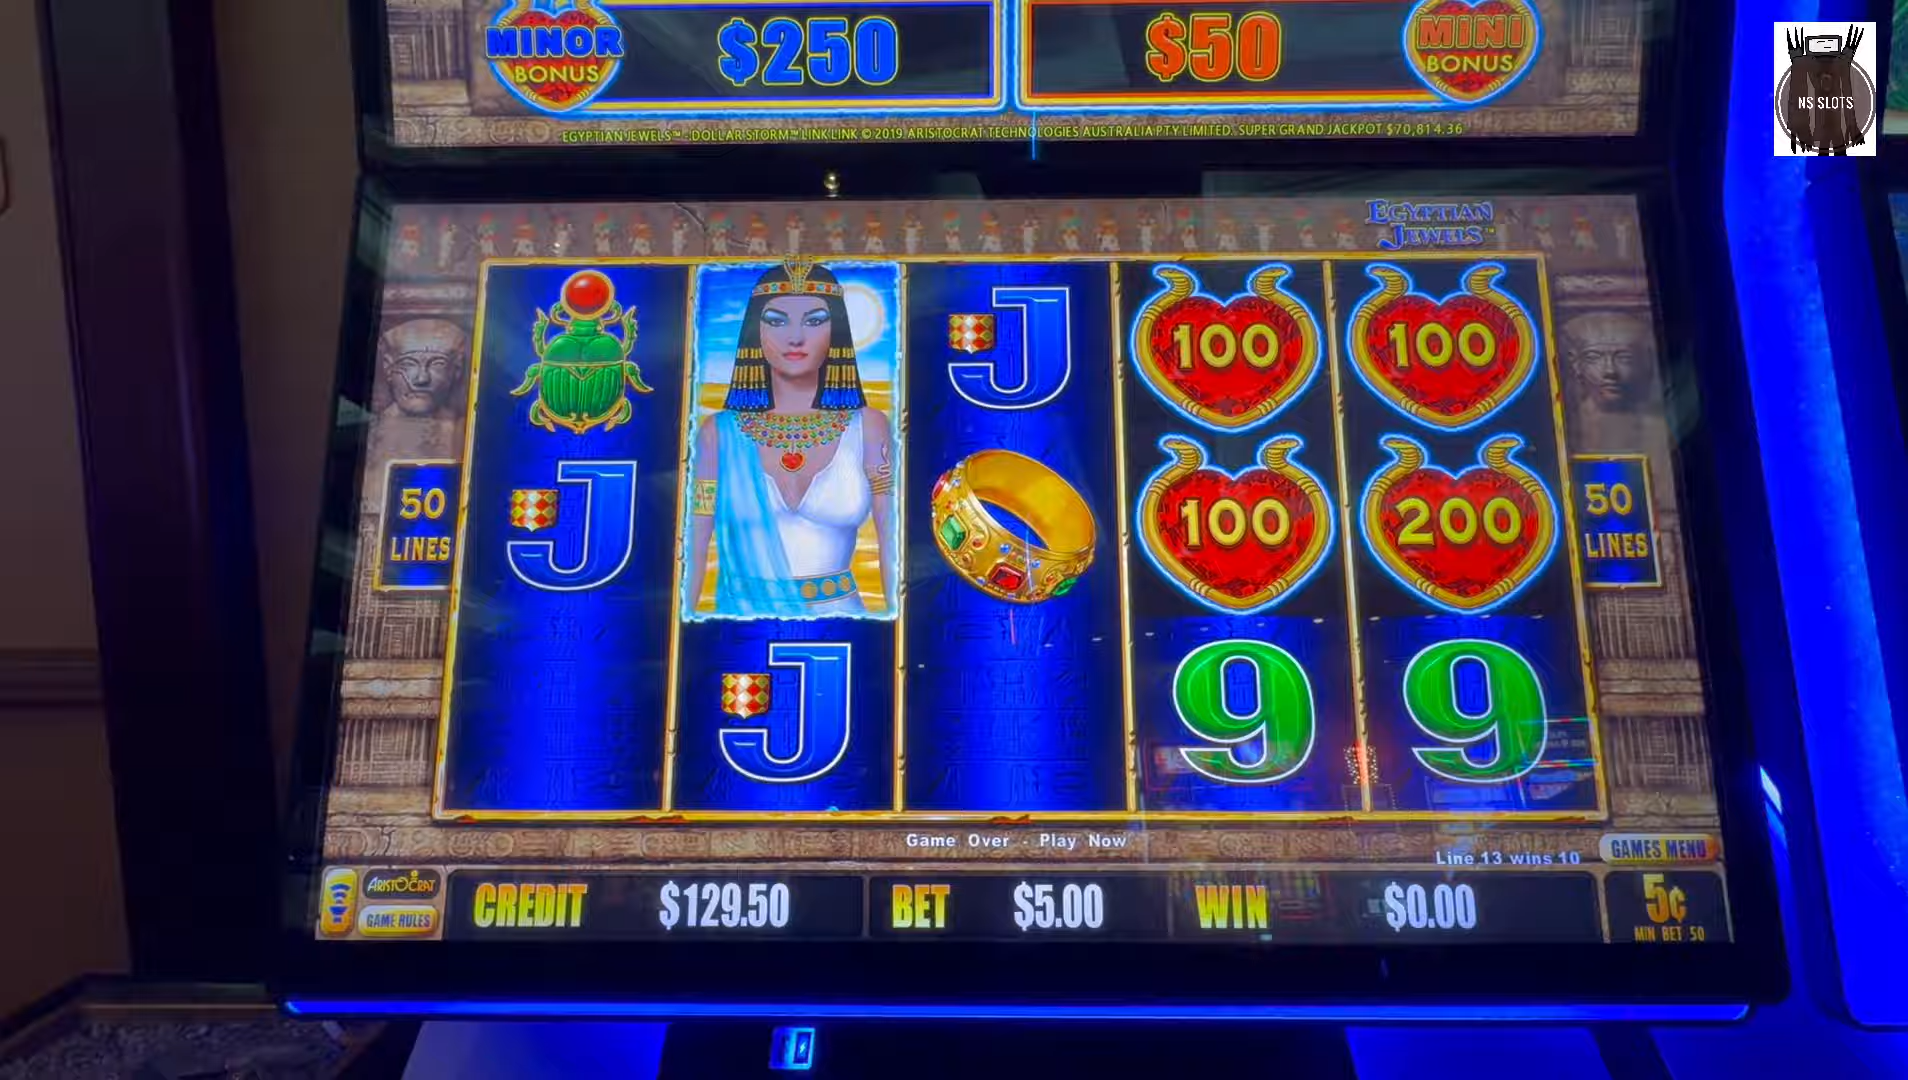 MINOR
BONUS
$250
$50
MINI
BONUS
NS SLOTS
EGYPTIAN JEWELS™ - DOLLAR STORM™ LINK LINK © 2019 ARISTOCRAT TECHNOLOGIES AUSTRALIA PTY LIMITED. SUPER GRAND JACKPOT $70,814.36
EGYPTIAN
JEWELS™
J
100
100
50
LINES
J
100
200
50
LINES
J
9
9
Game Over - Play Now
Line 13 wins 10
GAMES MENU
ARISTOCRAT
GAME RULES
CREDIT
$129.50
BET
$5.00
WIN
$0.00
5¢
MIN BET 50